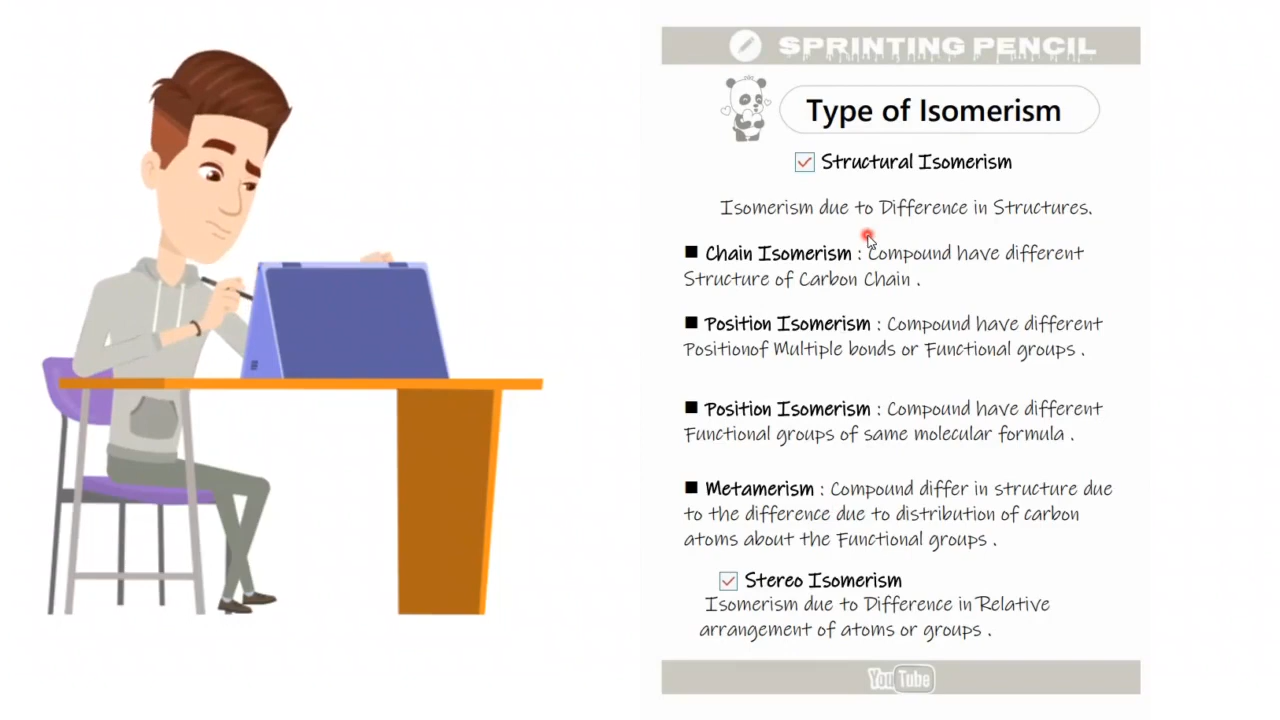 SPRINTING PENCIL
Type of Isomerism
Structural Isomerism
Isomerism due to Difference in Structures.
■ Chain Isomerism : Compound have different
Structure of Carbon Chain .
■ Position Isomerism : Compound have different
Positionof Multiple bonds or Functional groups .
■ Position Isomerism : Compound have different
Functional groups of same molecular formula .
■ Metamerism : Compound differ in structure due
to the difference due to distribution of carbon
atoms about the Functional groups .
Stereo Isomerism
Isomerism due to Difference in Relative
arrangement of atoms or groups .
YouTube